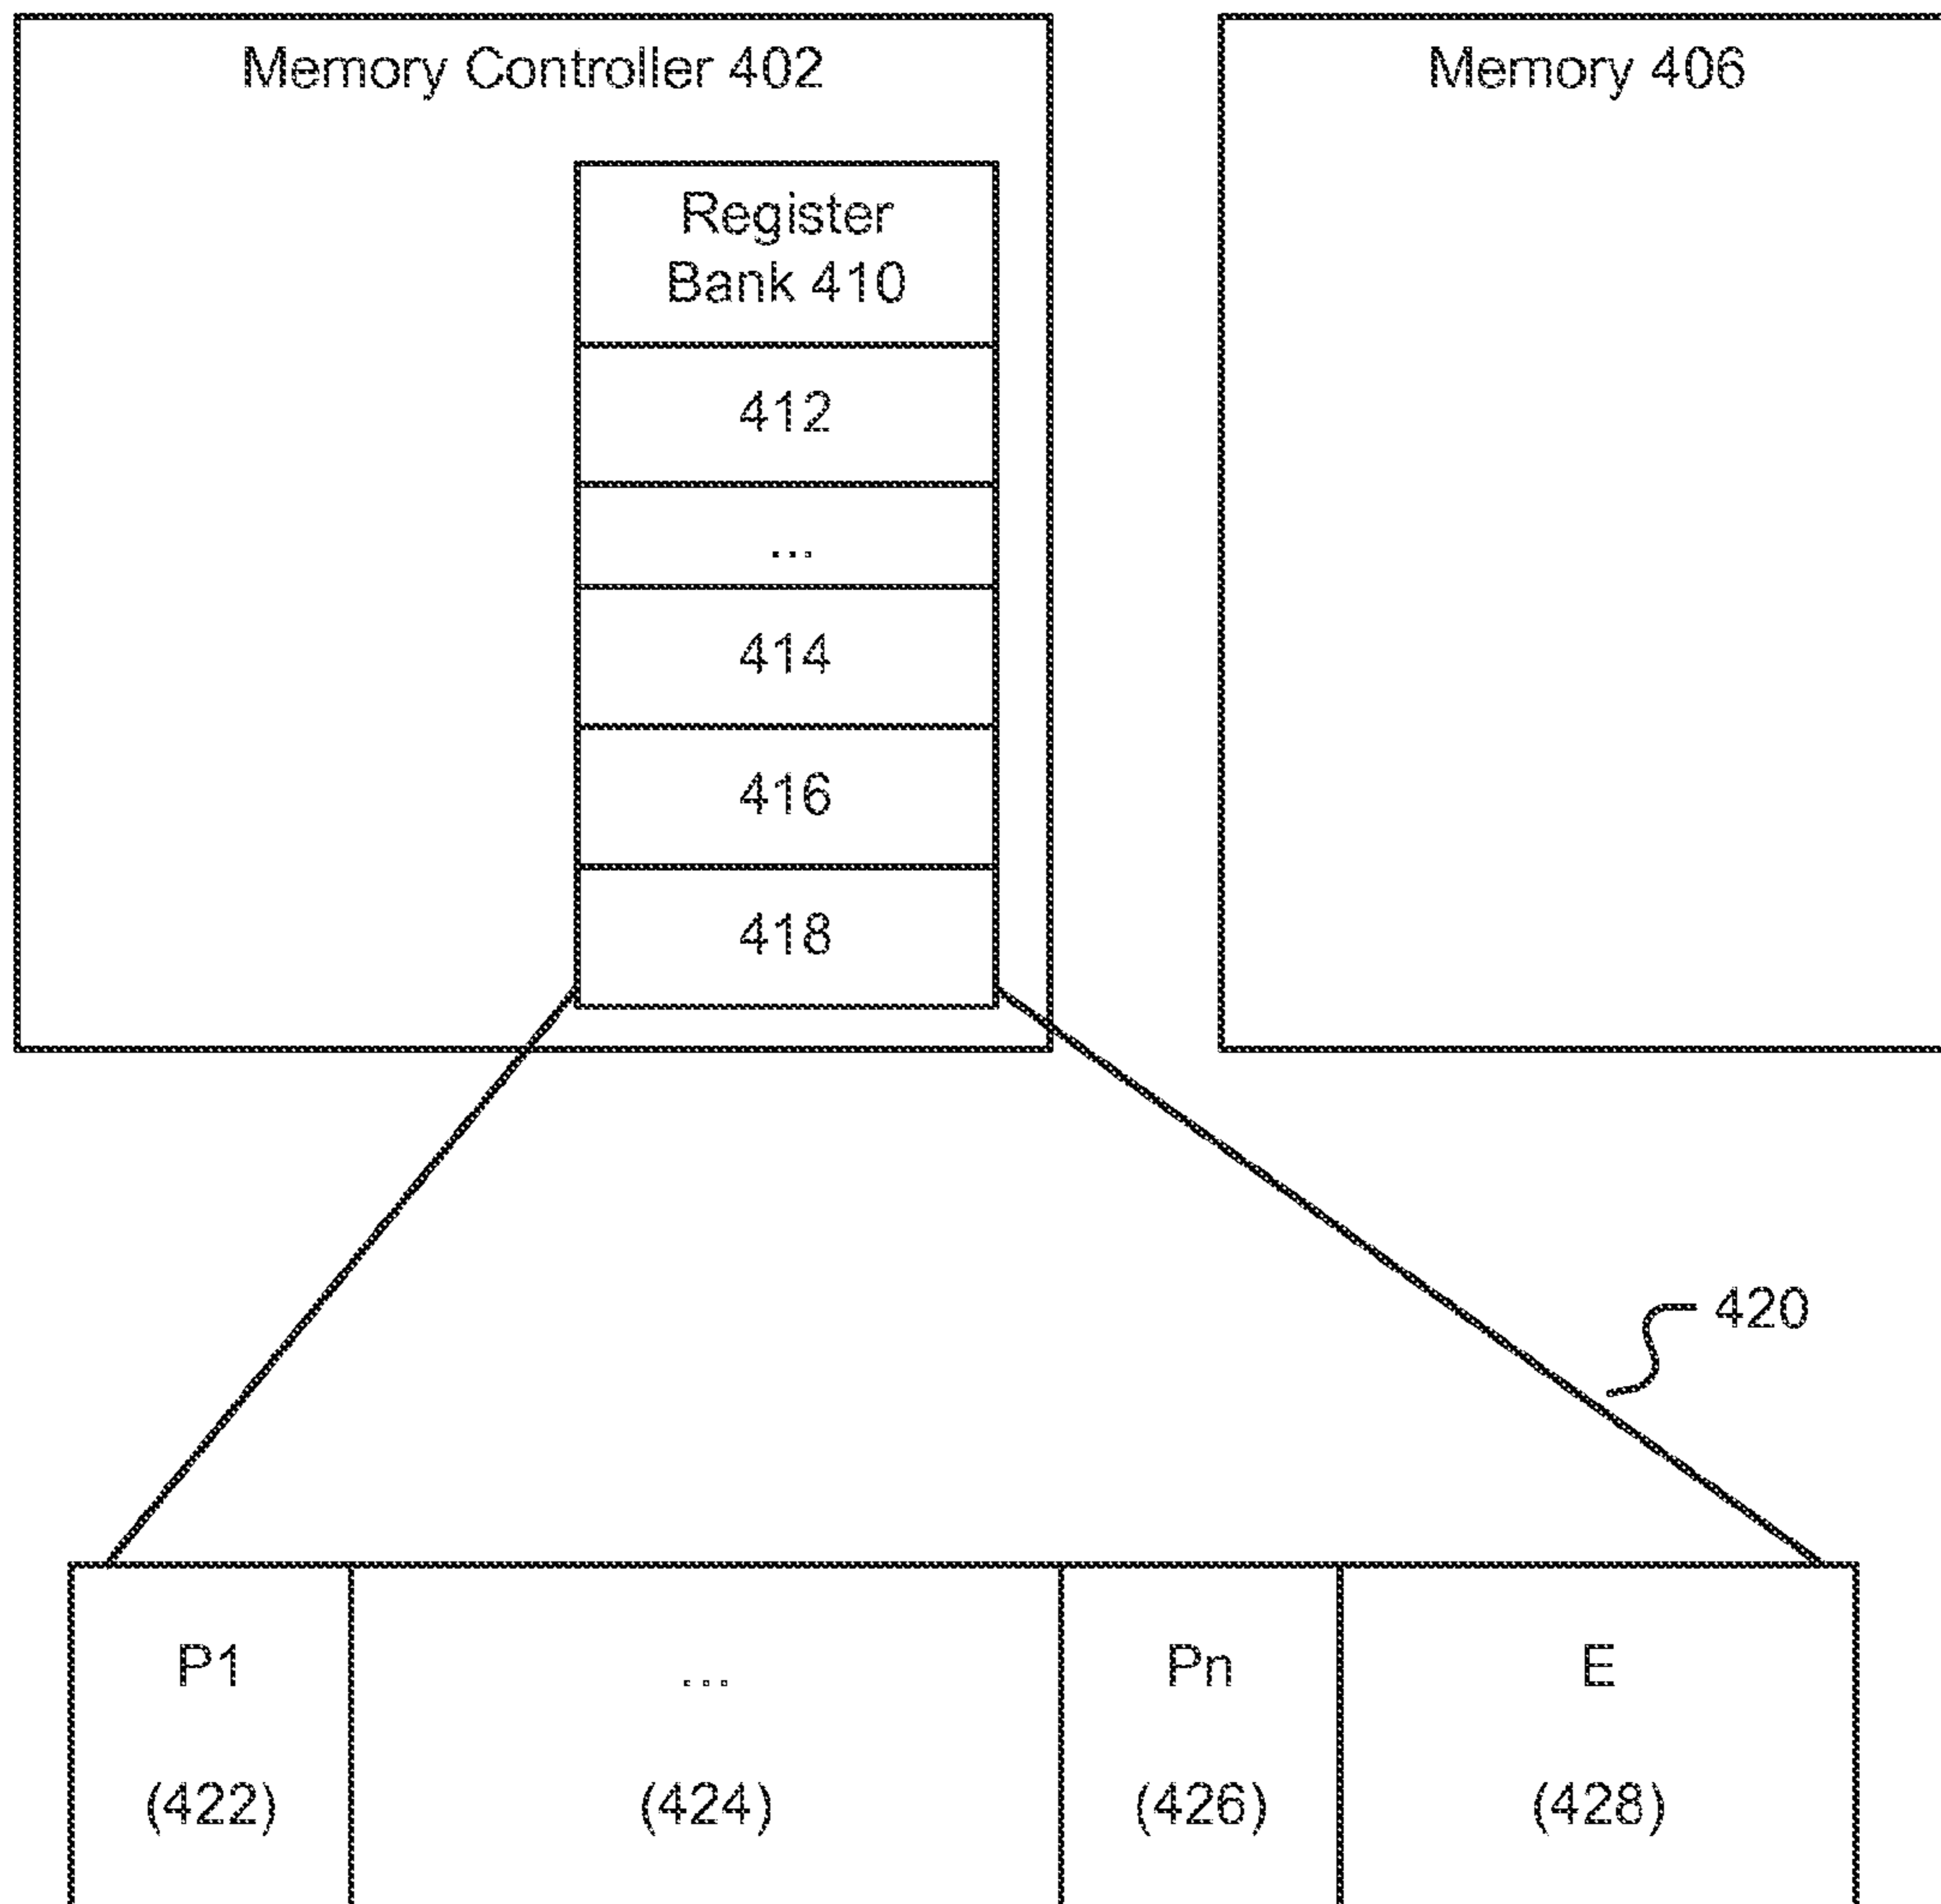 Memory Controller 402
Memory 406
Register
Bank 410
412
...
414
416
418
420
P1
...
Pn
E
(422)
(424)
(426)
(428)